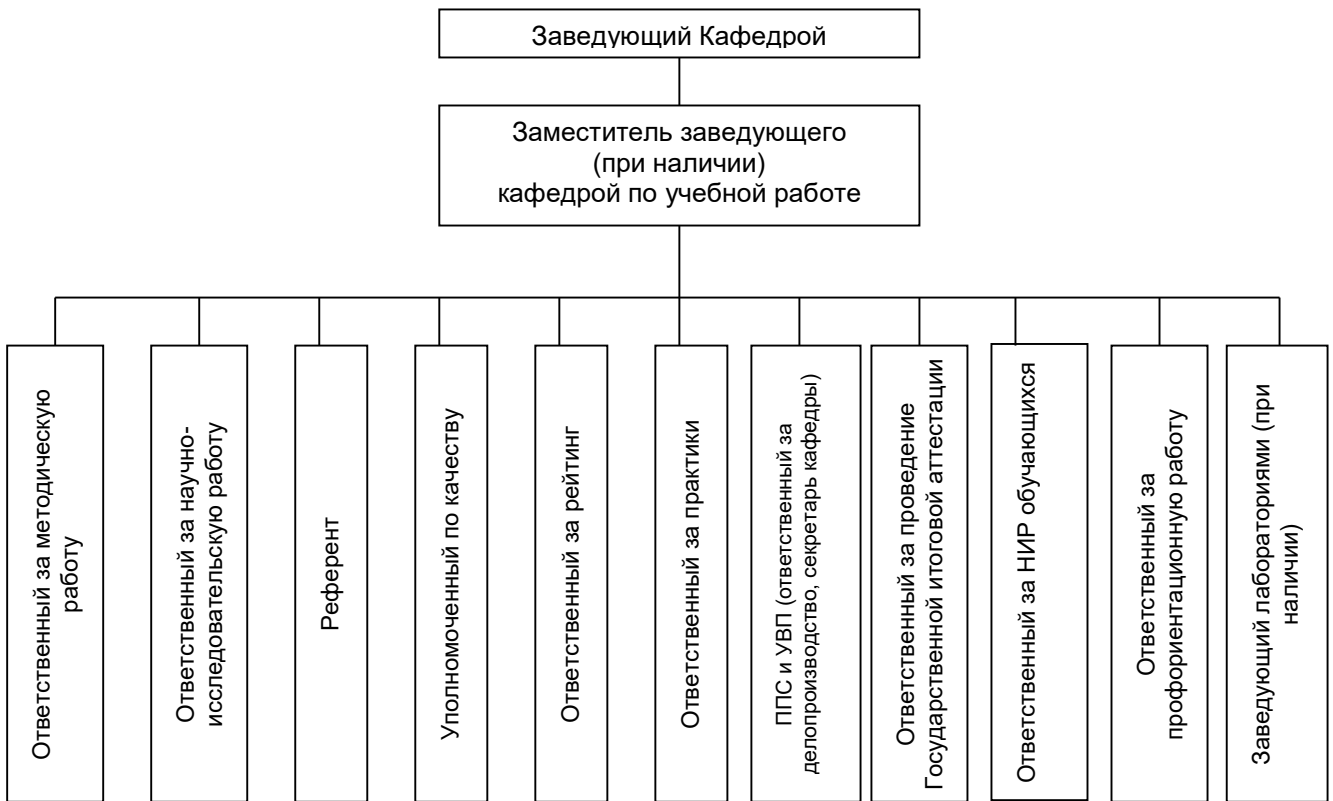 Заведующий Кафедрой
Заместитель заведующего
(при наличии)
кафедрой по учебной работе
Ответственный за методическую
работу
Ответственный за научно-
исследовательскую работу
Референт
Уполномоченный по качеству
Ответственный за рейтинг
Ответственный за практики
ППС и УВП (ответственный за
делопроизводство, секретарь кафедры)
Ответственный за проведение
Государственной итоговой аттестации
Ответственный за НИР обучающихся
Ответственный за
профориентационную работу
Заведующий лабораториями (при
наличии)